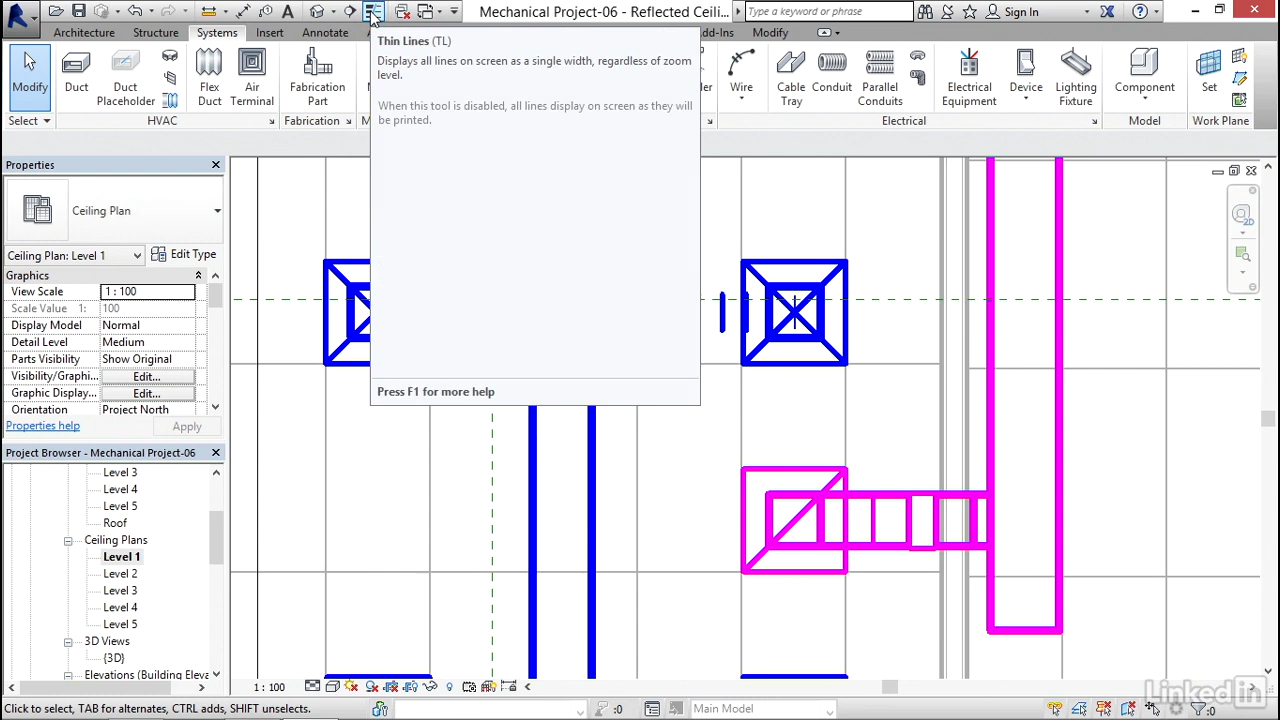 Mechanical Project-06 - Reflected Ceili...
Type a keyword or phrase
Sign In
Architecture
Structure
Systems
Insert
Annotate
Add-Ins
Modify
Modify
Duct
Duct Placeholder
Flex Duct
Air Terminal
Fabrication Part
Wire
Cable Tray
Conduit
Parallel Conduits
Electrical Equipment
Device
Lighting Fixture
Component
Set
Select
HVAC
Fabrication
Electrical
Model
Work Plane
Thin Lines (TL)
Displays all lines on screen as a single width, regardless of zoom
level.
When this tool is disabled, all lines display on screen as they will
be printed.
Press F1 for more help
Properties
Ceiling Plan
Ceiling Plan: Level 1
Edit Type
Graphics
View Scale
1 : 100
Scale Value 1:
100
Display Model
Normal
Detail Level
Medium
Parts Visibility
Show Original
Visibility/Graphi...
Edit...
Graphic Display...
Edit...
Orientation
Project North
Properties help
Apply
Project Browser - Mechanical Project-06
Level 3
Level 4
Level 5
Roof
Ceiling Plans
Level 1
Level 2
Level 3
Level 4
Level 5
3D Views
{3D}
Elevations (Building Eleva
2D
1 : 100
Click to select, TAB for alternates, CTRL adds, SHIFT unselects.
:0
Main Model
:0
Linked in